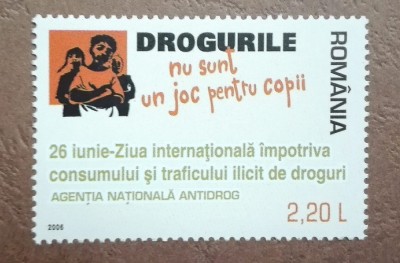 DROGURILE
nu sunt
un joc pentru copii
ROMÂNIA
26 iunie-Ziua internaţională împotriva
consumului şi traficului ilicit de droguri
AGENŢIA NAŢIONALĂ ANTIDROG
2006
2,20 L